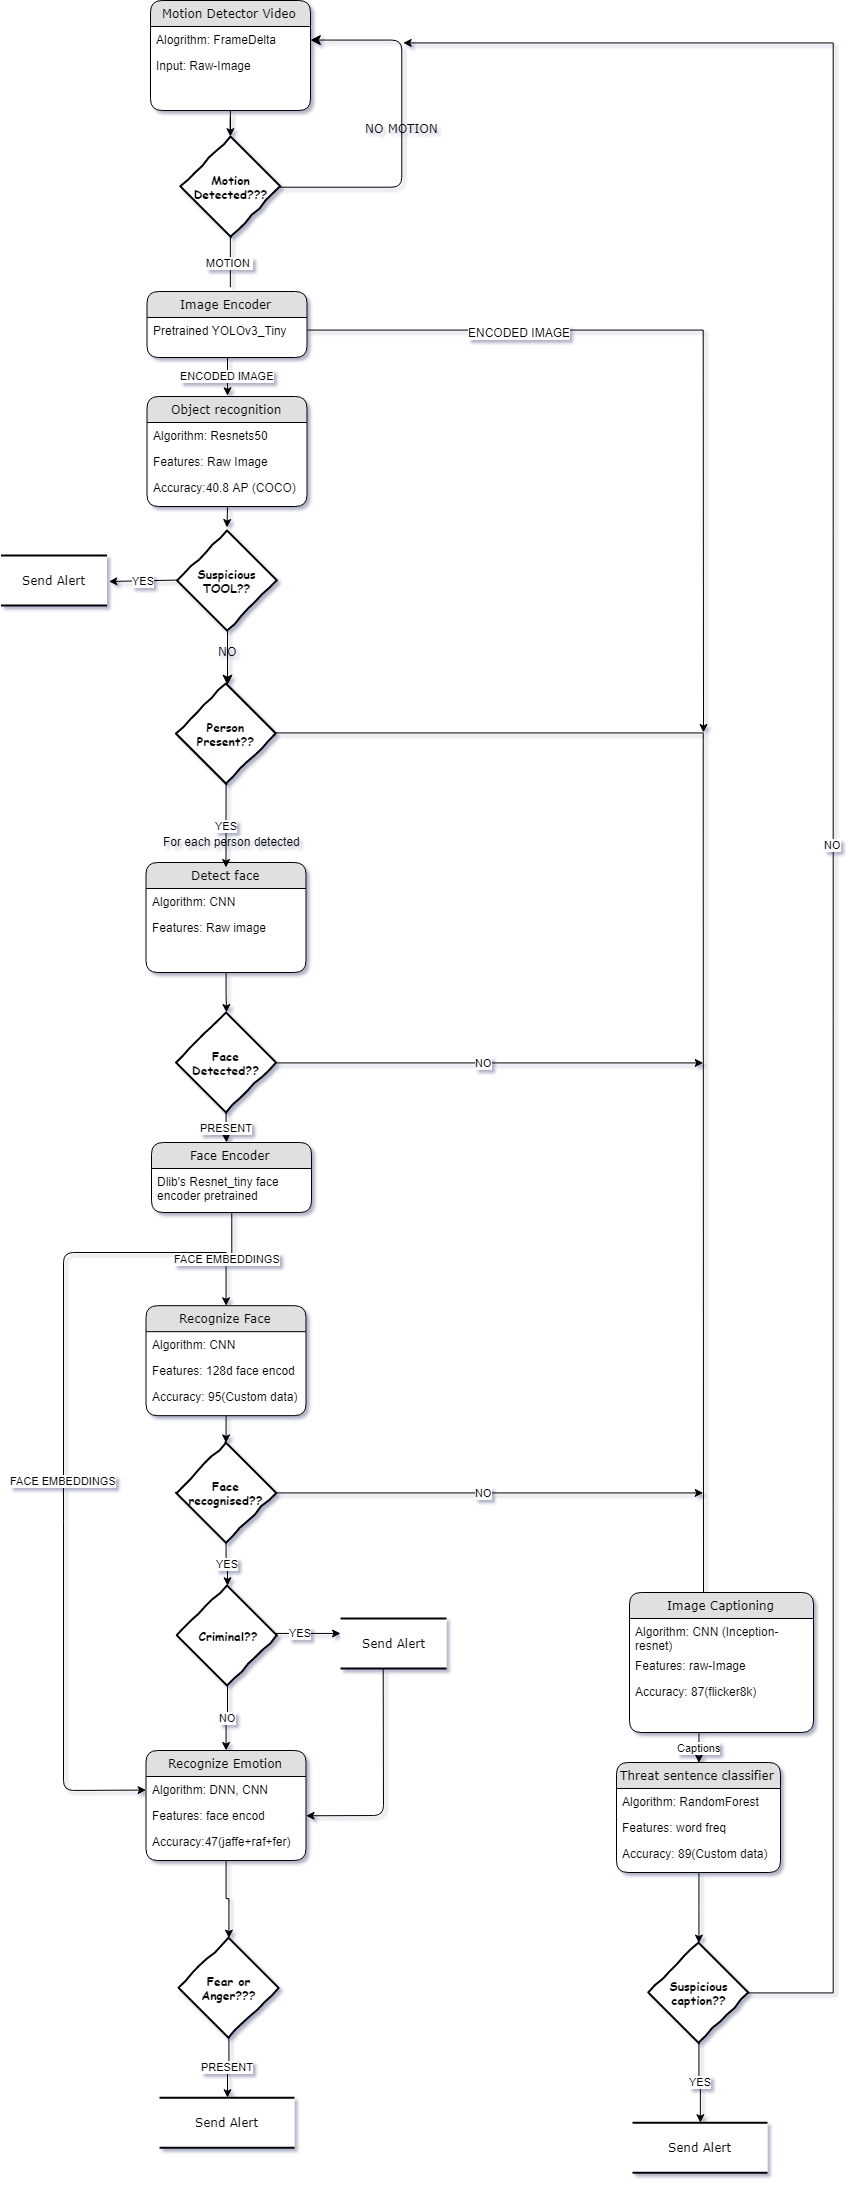 Motion Detector Video
Alogrithm: FrameDelta
Input: Raw-Image
NO MOTION
Motion
Detected???
MOTION
Image Encoder
Pretrained YOLOv3_Tiny
ENCODED IMAGE
ENCODED IMAGE
Object recognition
Algorithm: Resnets50
Features: Raw Image
Accuracy:40.8 AP (COCO)
Suspicious
TOOL??
YES
Send Alert
NO
Person
Present??
YES
For each person detected
NO
Detect face
Algorithm: CNN
Features: Raw image
Face
Detected??
NO
PRESENT
Face Encoder
Dlib's Resnet_tiny face
encoder pretrained
FACE EMBEDDINGS
Recognize Face
Algorithm: CNN
Features: 128d face encod
Accuracy: 95(Custom data)
FACE EMBEDDINGS
Face
recognised??
NO
YES
Criminal??
YES
Send Alert
NO
Recognize Emotion
Algorithm: DNN, CNN
Features: face encod
Accuracy:47(jaffe+raf+fer)
Fear or
Anger???
PRESENT
Send Alert
Image Captioning
Algorithm: CNN (Inception-
resnet)
Features: raw-Image
Accuracy: 87(flicker8k)
Captions
Threat sentence classifier
Algorithm: RandomForest
Features: word freq
Accuracy: 89(Custom data)
Suspicious
caption??
YES
Send Alert